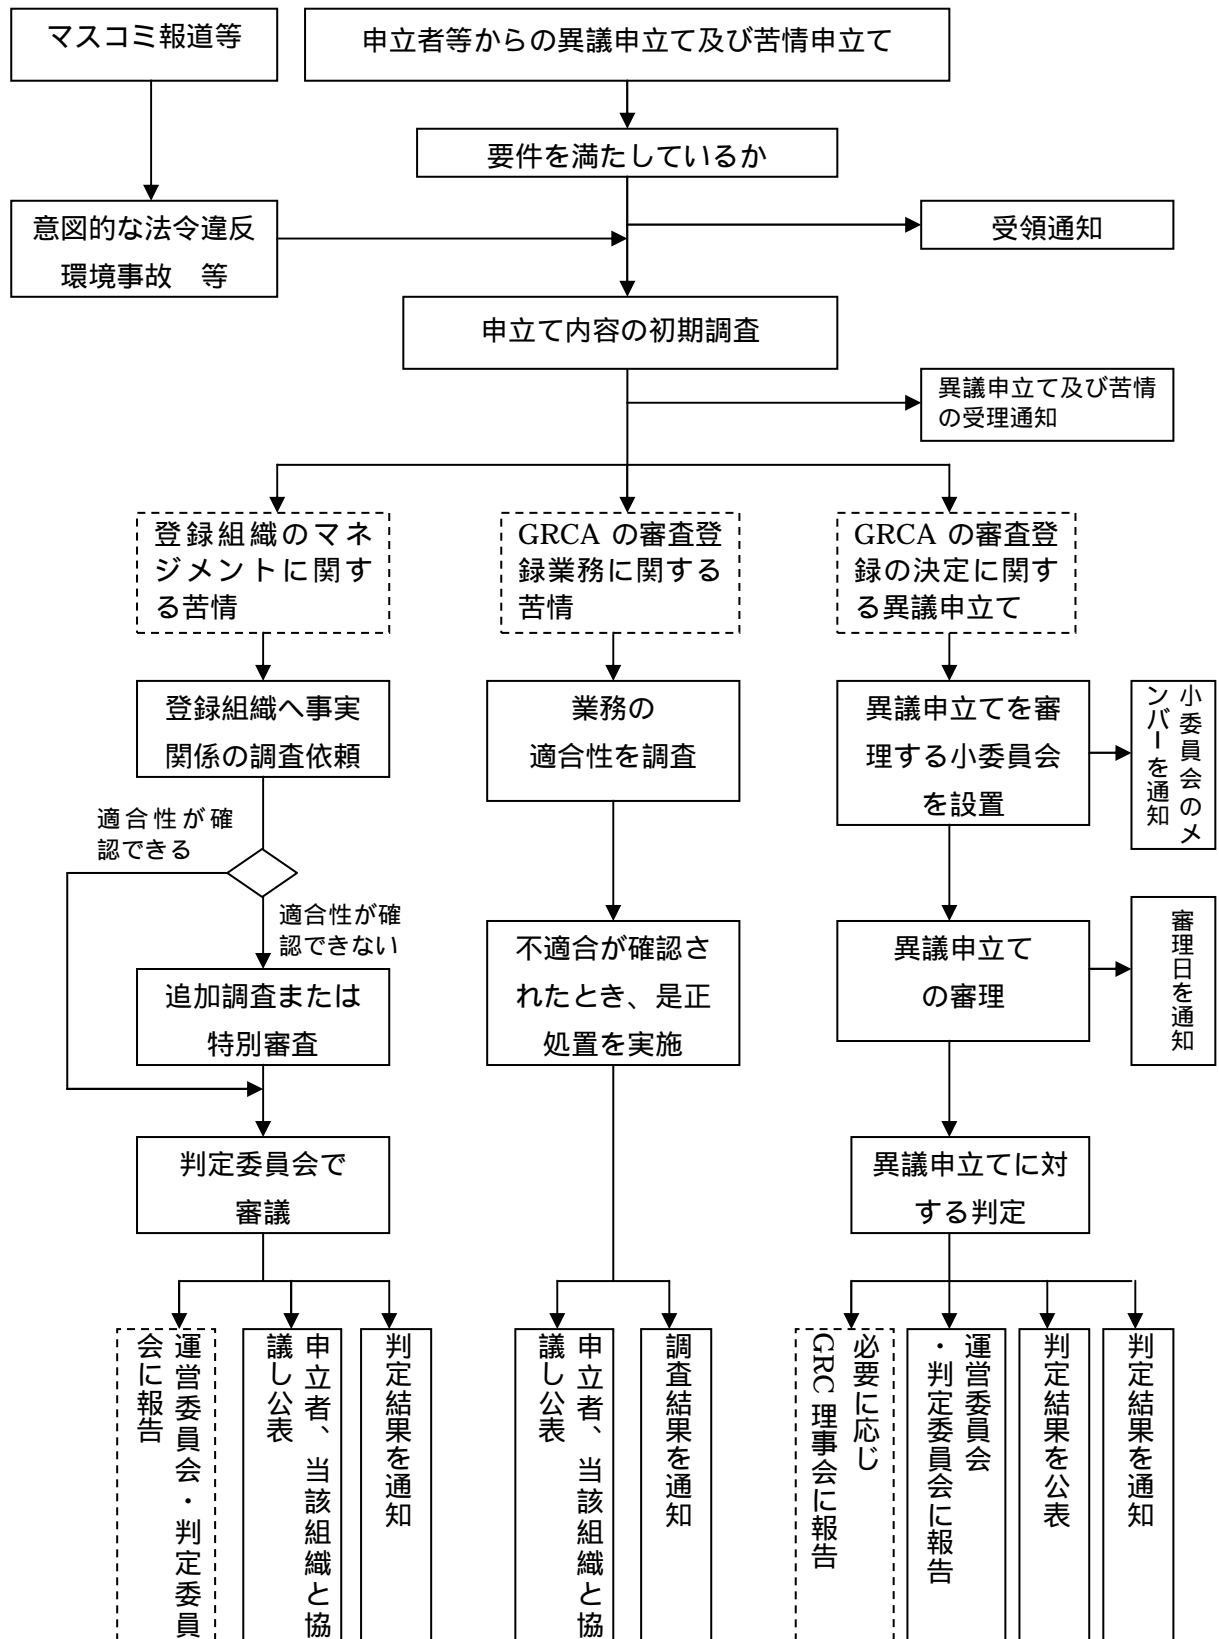 マスコミ報道等
申立者等からの異議申立て及び苦情申立て
要件を満たしているか
意図的な法令違反
環境事故　等
受領通知
申立て内容の初期調査
異議申立て及び苦情
の受理通知
登録組織のマネ
ジメントに関す
る苦情
GRCA の審査登
録業務に関する
苦情
GRCA の審査登
録の決定に関す
る異議申立て
登録組織へ事実
関係の調査依頼
業務の
適合性を調査
異議申立てを審
理する小委員会
を設置
小委員会のメ
ンバーを通知
適合性が確
認できる
適合性が確
認できない
追加調査または
特別審査
不適合が確認さ
れたとき、是正
処置を実施
異議申立て
の審理
審理日を通知
判定委員会で
審議
異議申立てに対
する判定
運営委員会・判定委員
会に報告
申立者、当該組織と協
議し公表
判定結果を通知
申立者、当該組織と協
議し公表
調査結果を通知
必要に応じ
GRC 理事会に報告
運営委員会
・判定委員会に報告
判定結果を公表
判定結果を通知